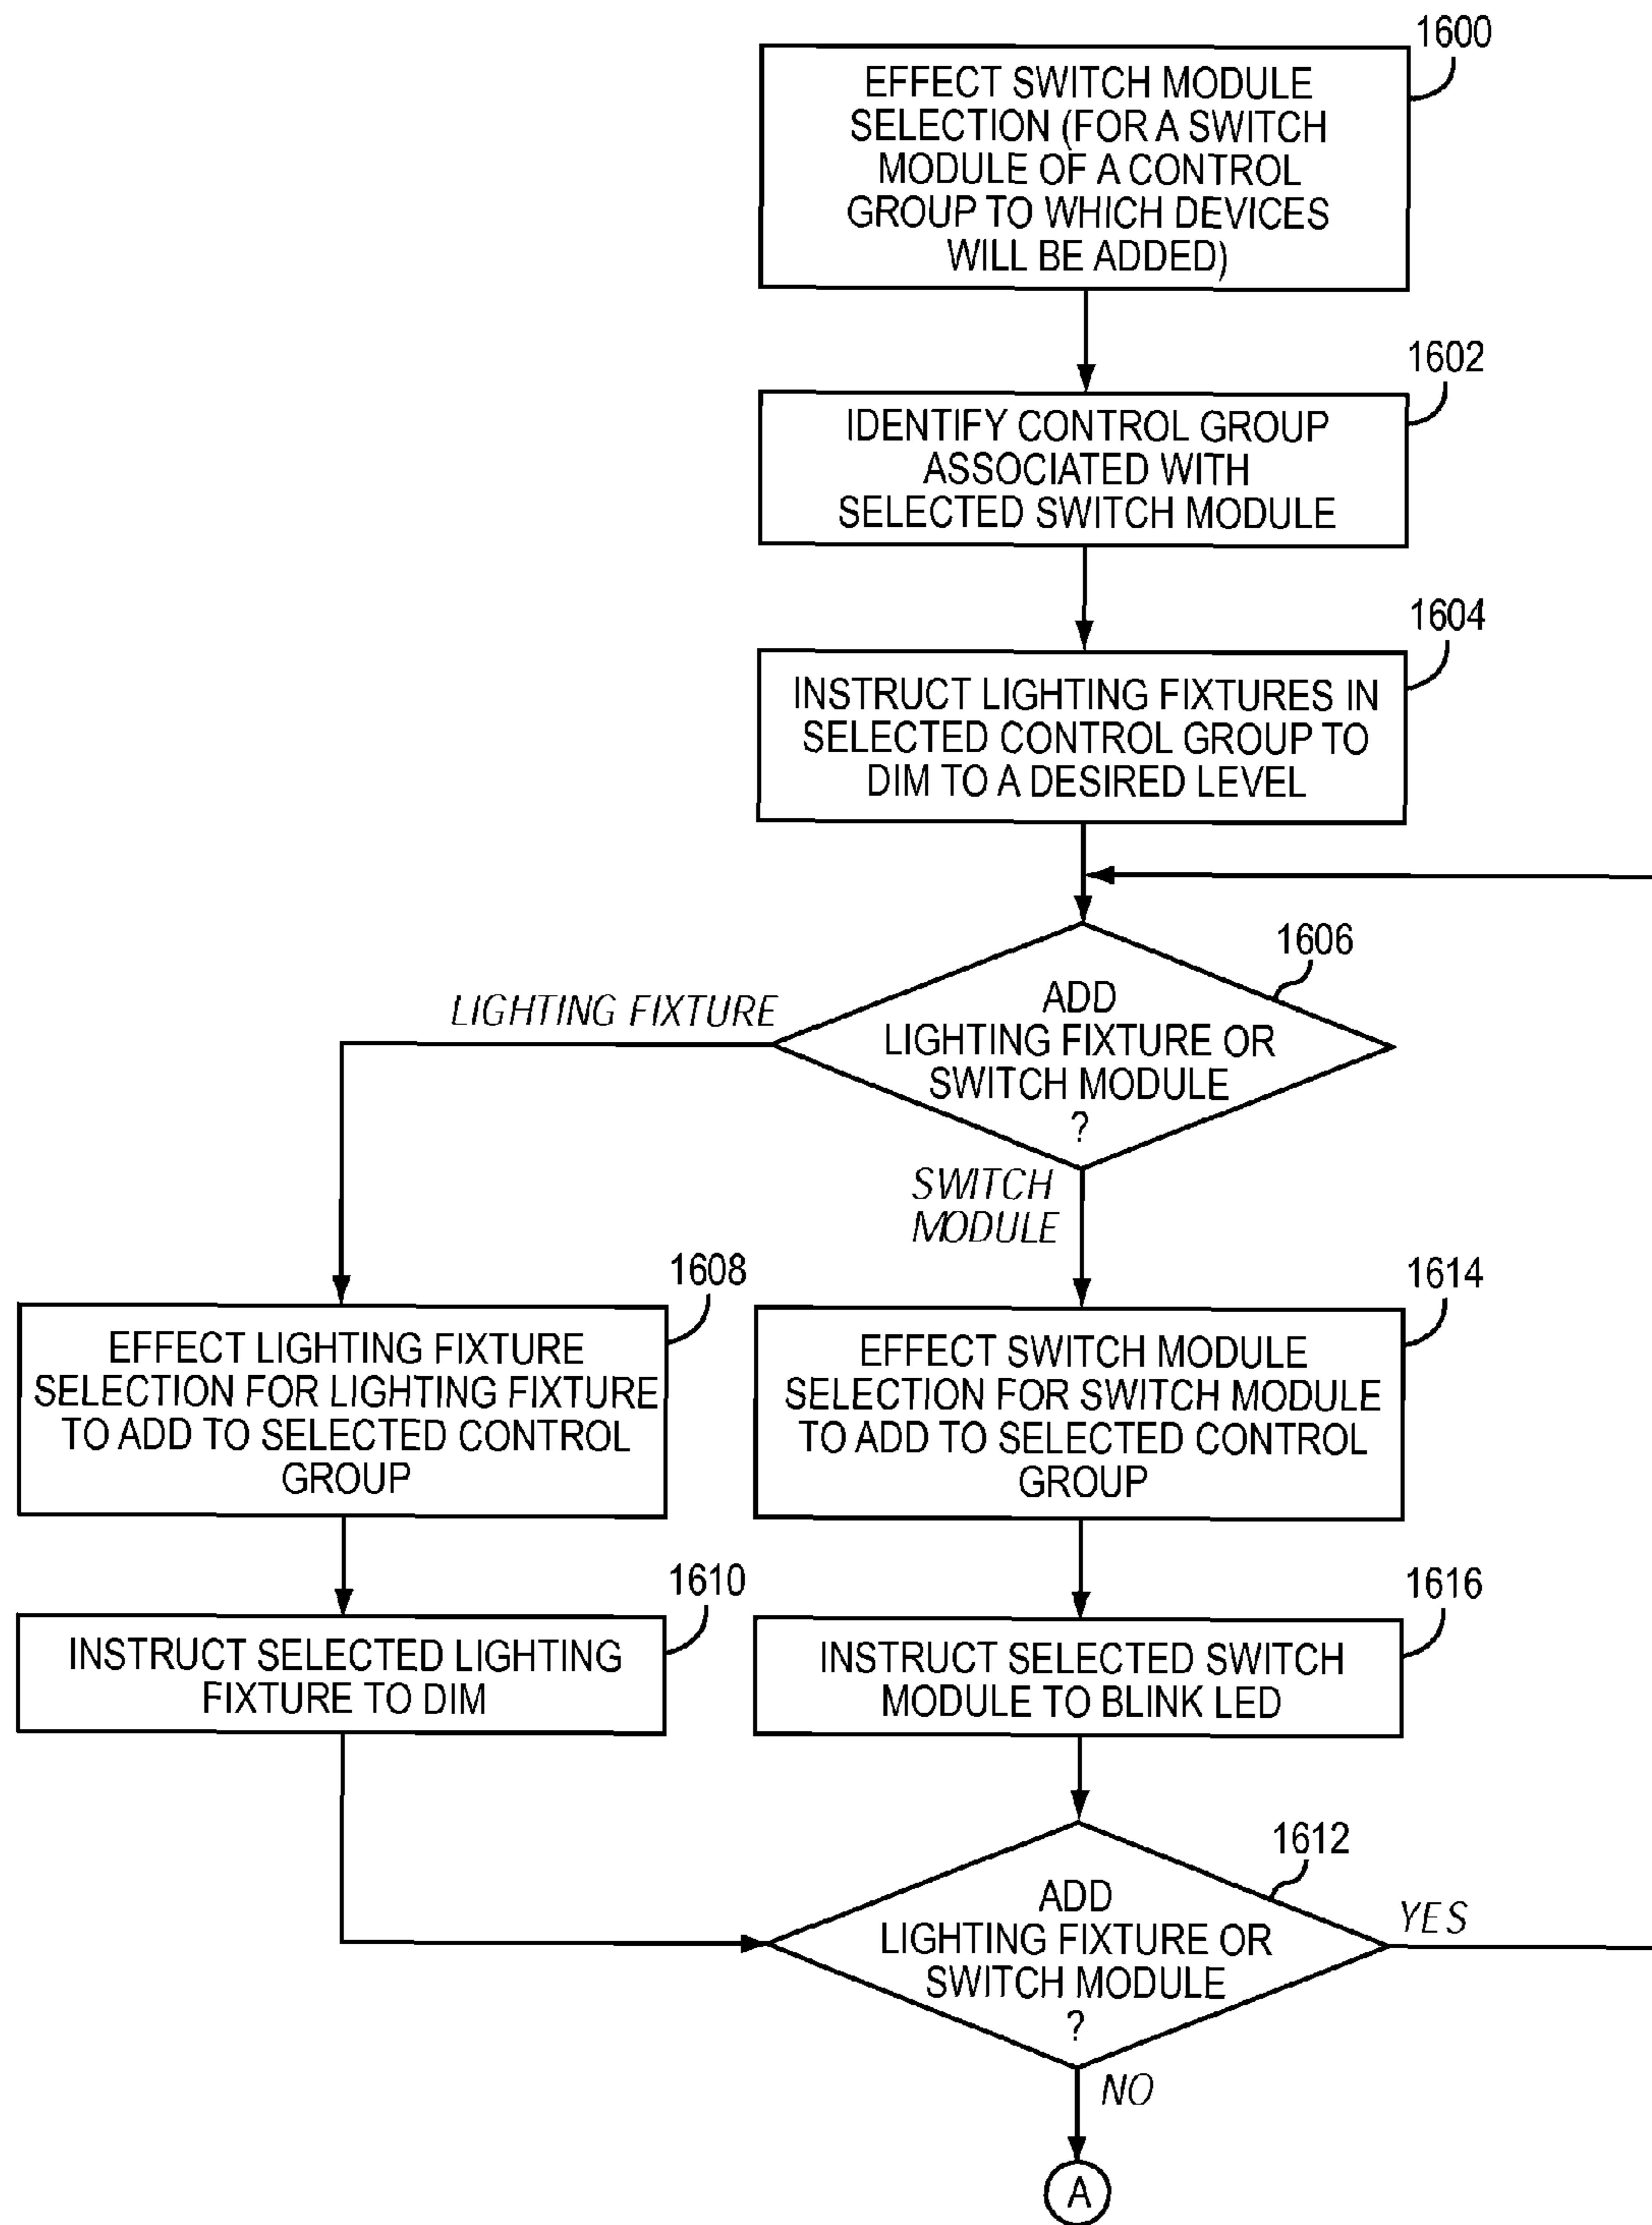 1600
EFFECT SWITCH MODULE
SELECTION (FOR A SWITCH
MODULE OF A CONTROL
GROUP TO WHICH DEVICES
WILL BE ADDED)
1602
IDENTIFY CONTROL GROUP
ASSOCIATED WITH
SELECTED SWITCH MODULE
1604
INSTRUCT LIGHTING FIXTURES IN
SELECTED CONTROL GROUP TO
DIM TO A DESIRED LEVEL
1606
ADD
LIGHTING FIXTURE OR
SWITCH MODULE
?
LIGHTING FIXTURE
SWITCH
MODULE
1608
EFFECT LIGHTING FIXTURE
SELECTION FOR LIGHTING FIXTURE
TO ADD TO SELECTED CONTROL
GROUP
1614
EFFECT SWITCH MODULE
SELECTION FOR SWITCH MODULE
TO ADD TO SELECTED CONTROL
GROUP
1610
INSTRUCT SELECTED LIGHTING
FIXTURE TO DIM
1616
INSTRUCT SELECTED SWITCH
MODULE TO BLINK LED
1612
ADD
LIGHTING FIXTURE OR
SWITCH MODULE
?
YES
NO
A